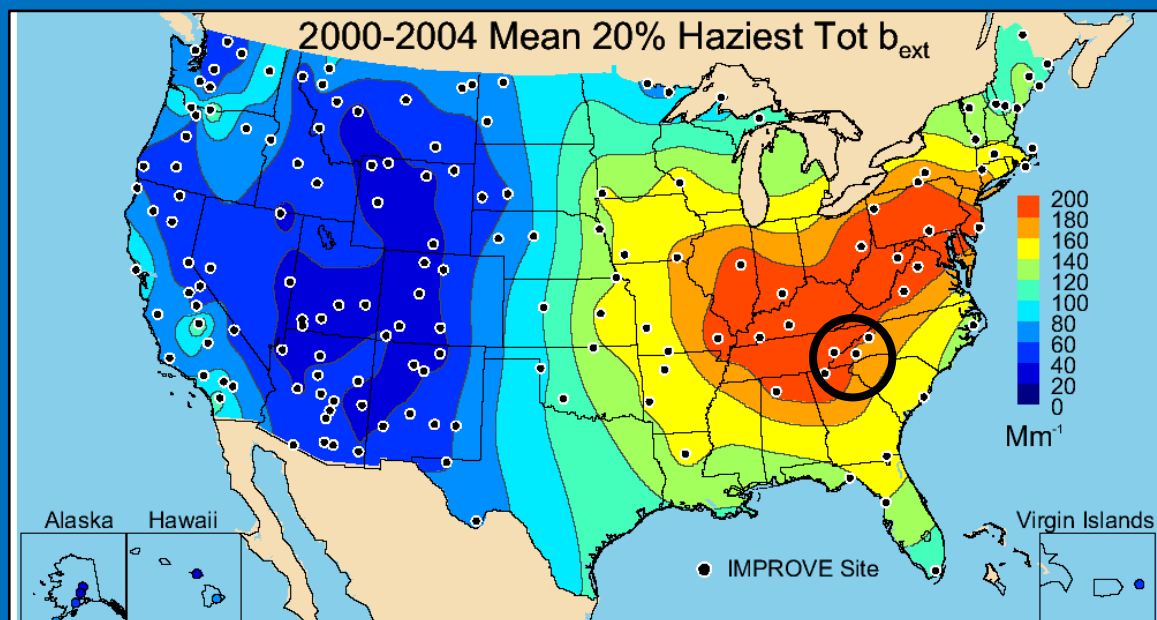 2000-2004 Mean 20% Haziest Tot bext
200
180
160
140
120
100
80
60
40
20
0
Mm-1
Alaska
Hawaii
Virgin Islands
IMPROVE Site